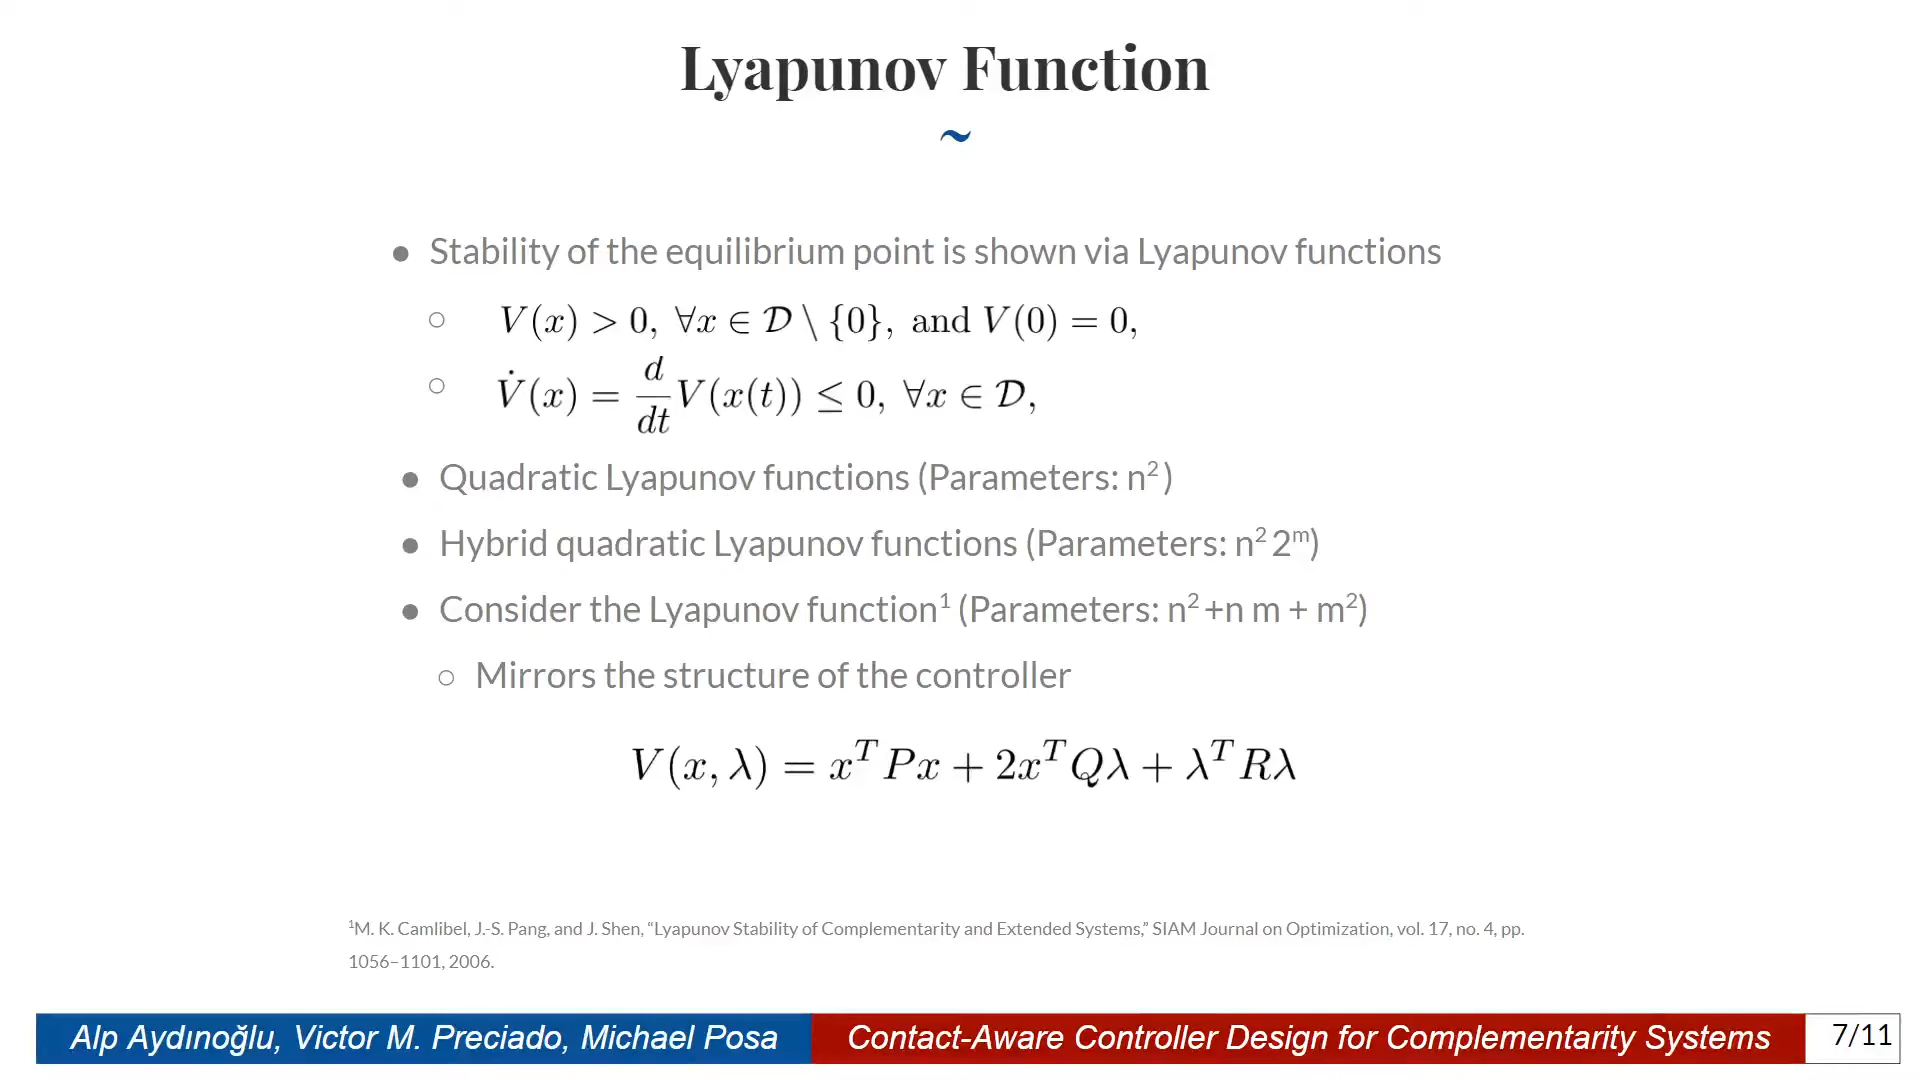 Lyapunov Function
~
● Stability of the equilibrium point is shown via Lyapunov functions
○ V(x) > 0, ∀x ∈ 𝒟 \ {0}, and V(0) = 0,
○ V̇(x) = d/dt V(x(t)) ≤ 0, ∀x ∈ 𝒟,
● Quadratic Lyapunov functions (Parameters: n² )
● Hybrid quadratic Lyapunov functions (Parameters: n² 2ᵐ)
● Consider the Lyapunov function¹ (Parameters: n² +n m + m²)
○ Mirrors the structure of the controller
V(x, λ) = xᵀPx + 2xᵀQλ + λᵀRλ
¹M. K. Camlibel, J.-S. Pang, and J. Shen, “Lyapunov Stability of Complementarity and Extended Systems,” SIAM Journal on Optimization, vol. 17, no. 4, pp.
1056–1101, 2006.
Alp Aydınoğlu, Victor M. Preciado, Michael Posa
Contact-Aware Controller Design for Complementarity Systems
7/11